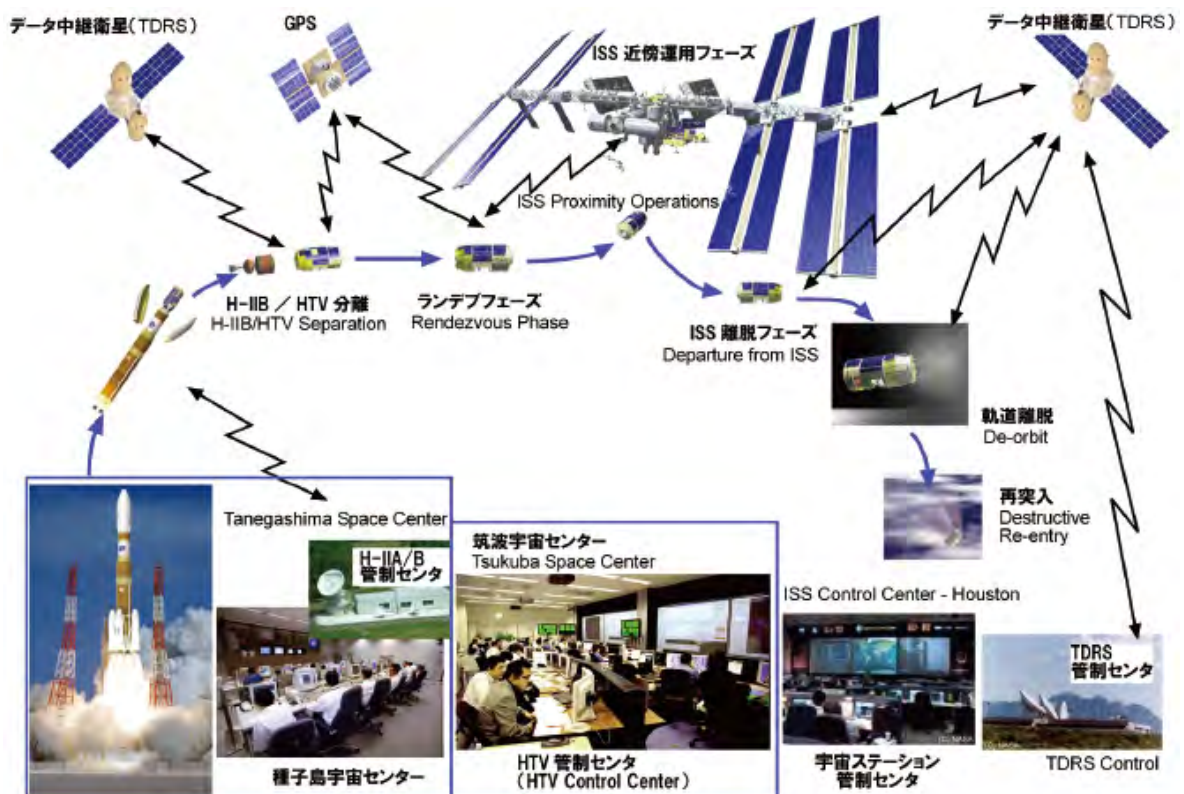 データ中継衛星(TDRS)
GPS
ISS 近傍運用フェーズ
データ中継衛星(TDRS)
ISS Proximity Operations
H-IIB / HTV 分離
H-IIB/HTV Separation
ランデブフェーズ
Rendezvous Phase
ISS 離脱フェーズ
Departure from ISS
軌道離脱
De-orbit
再突入
Destructive
Re-entry
Tanegashima Space Center
H-IIA/B
管制センタ
筑波宇宙センター
Tsukuba Space Center
ISS Control Center - Houston
TDRS
管制センタ
種子島宇宙センター
HTV 管制センタ
(HTV Control Center)
宇宙ステーション
管制センタ
TDRS Control
(C) NASA
(C) NASA